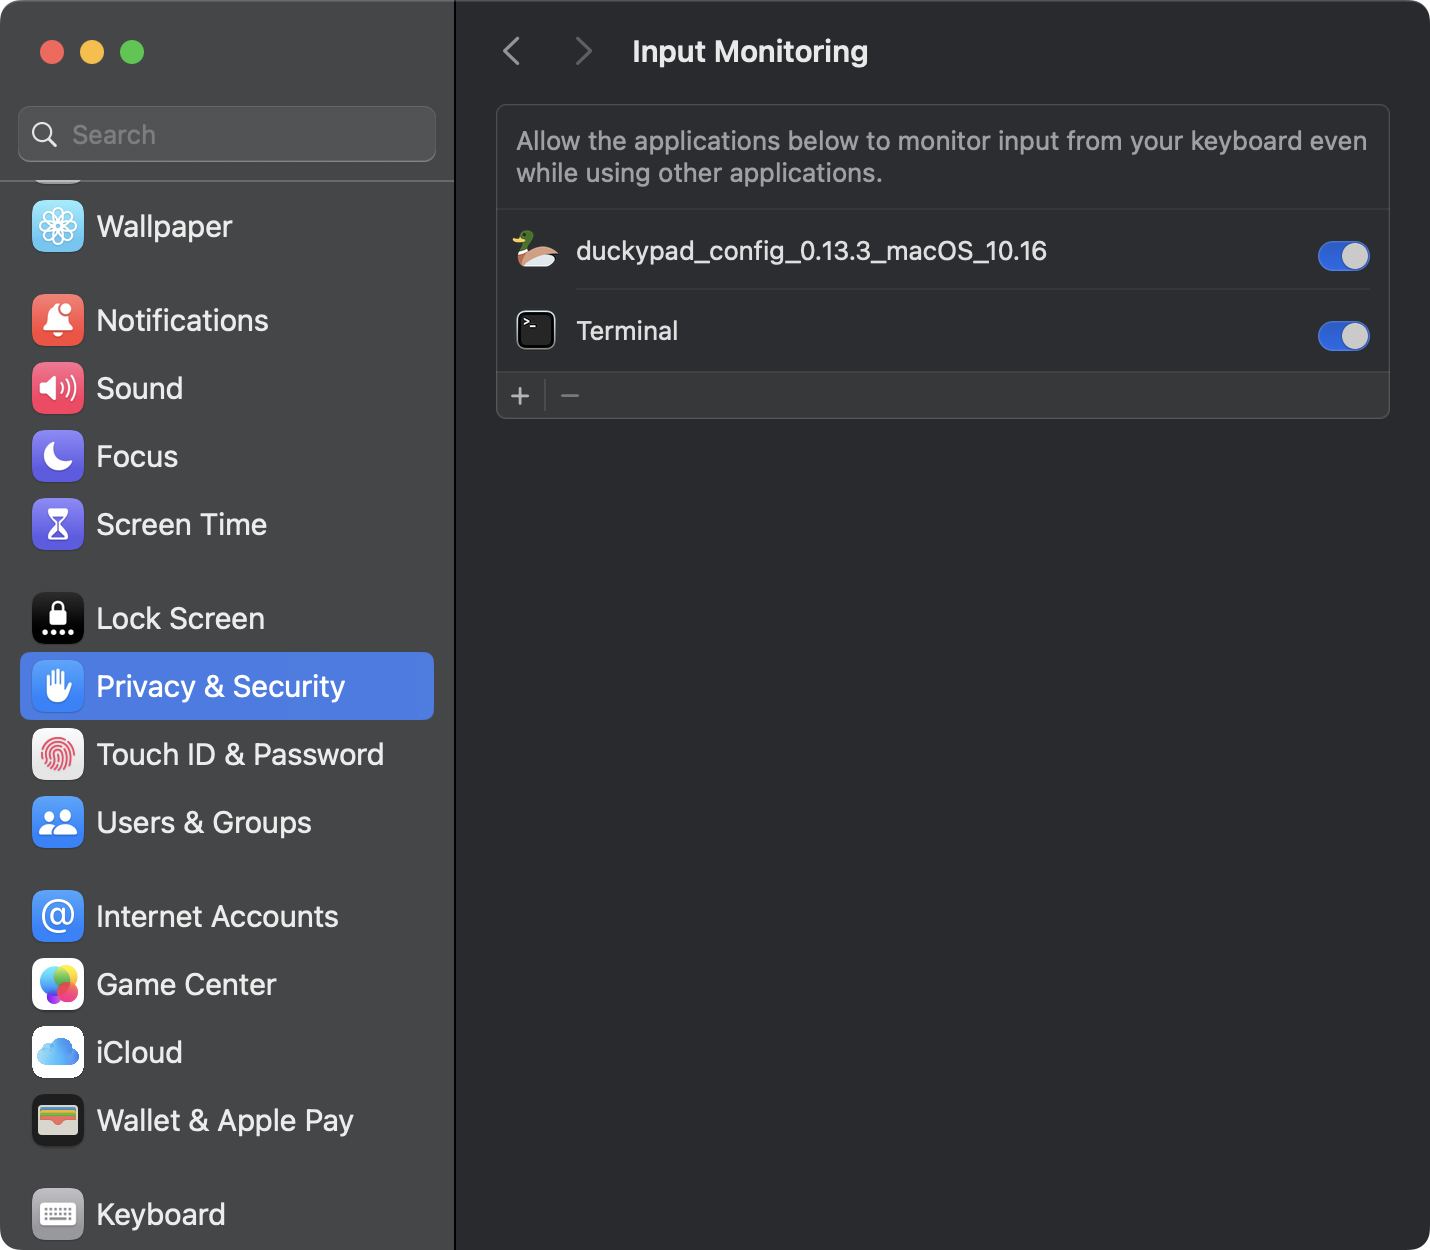 Search
Wallpaper
Notifications
Sound
Focus
Screen Time
Lock Screen
Privacy & Security
Touch ID & Password
Users & Groups
Internet Accounts
Game Center
iCloud
Wallet & Apple Pay
Keyboard
Input Monitoring
Allow the applications below to monitor input from your keyboard even
while using other applications.
duckypad_config_0.13.3_macOS_10.16
Terminal